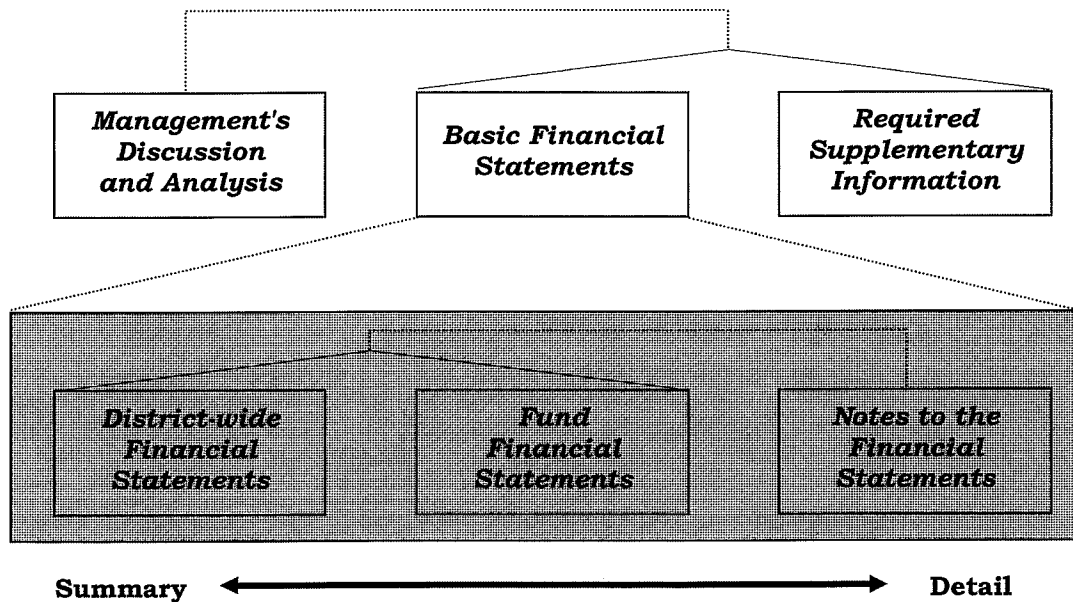 Management's
Discussion
and Analysis
Basic Financial
Statements
Required
Supplementary
Information
District-wide
Financial
Statements
Fund
Financial
Statements
Notes to the
Financial
Statements
Summary
Detail